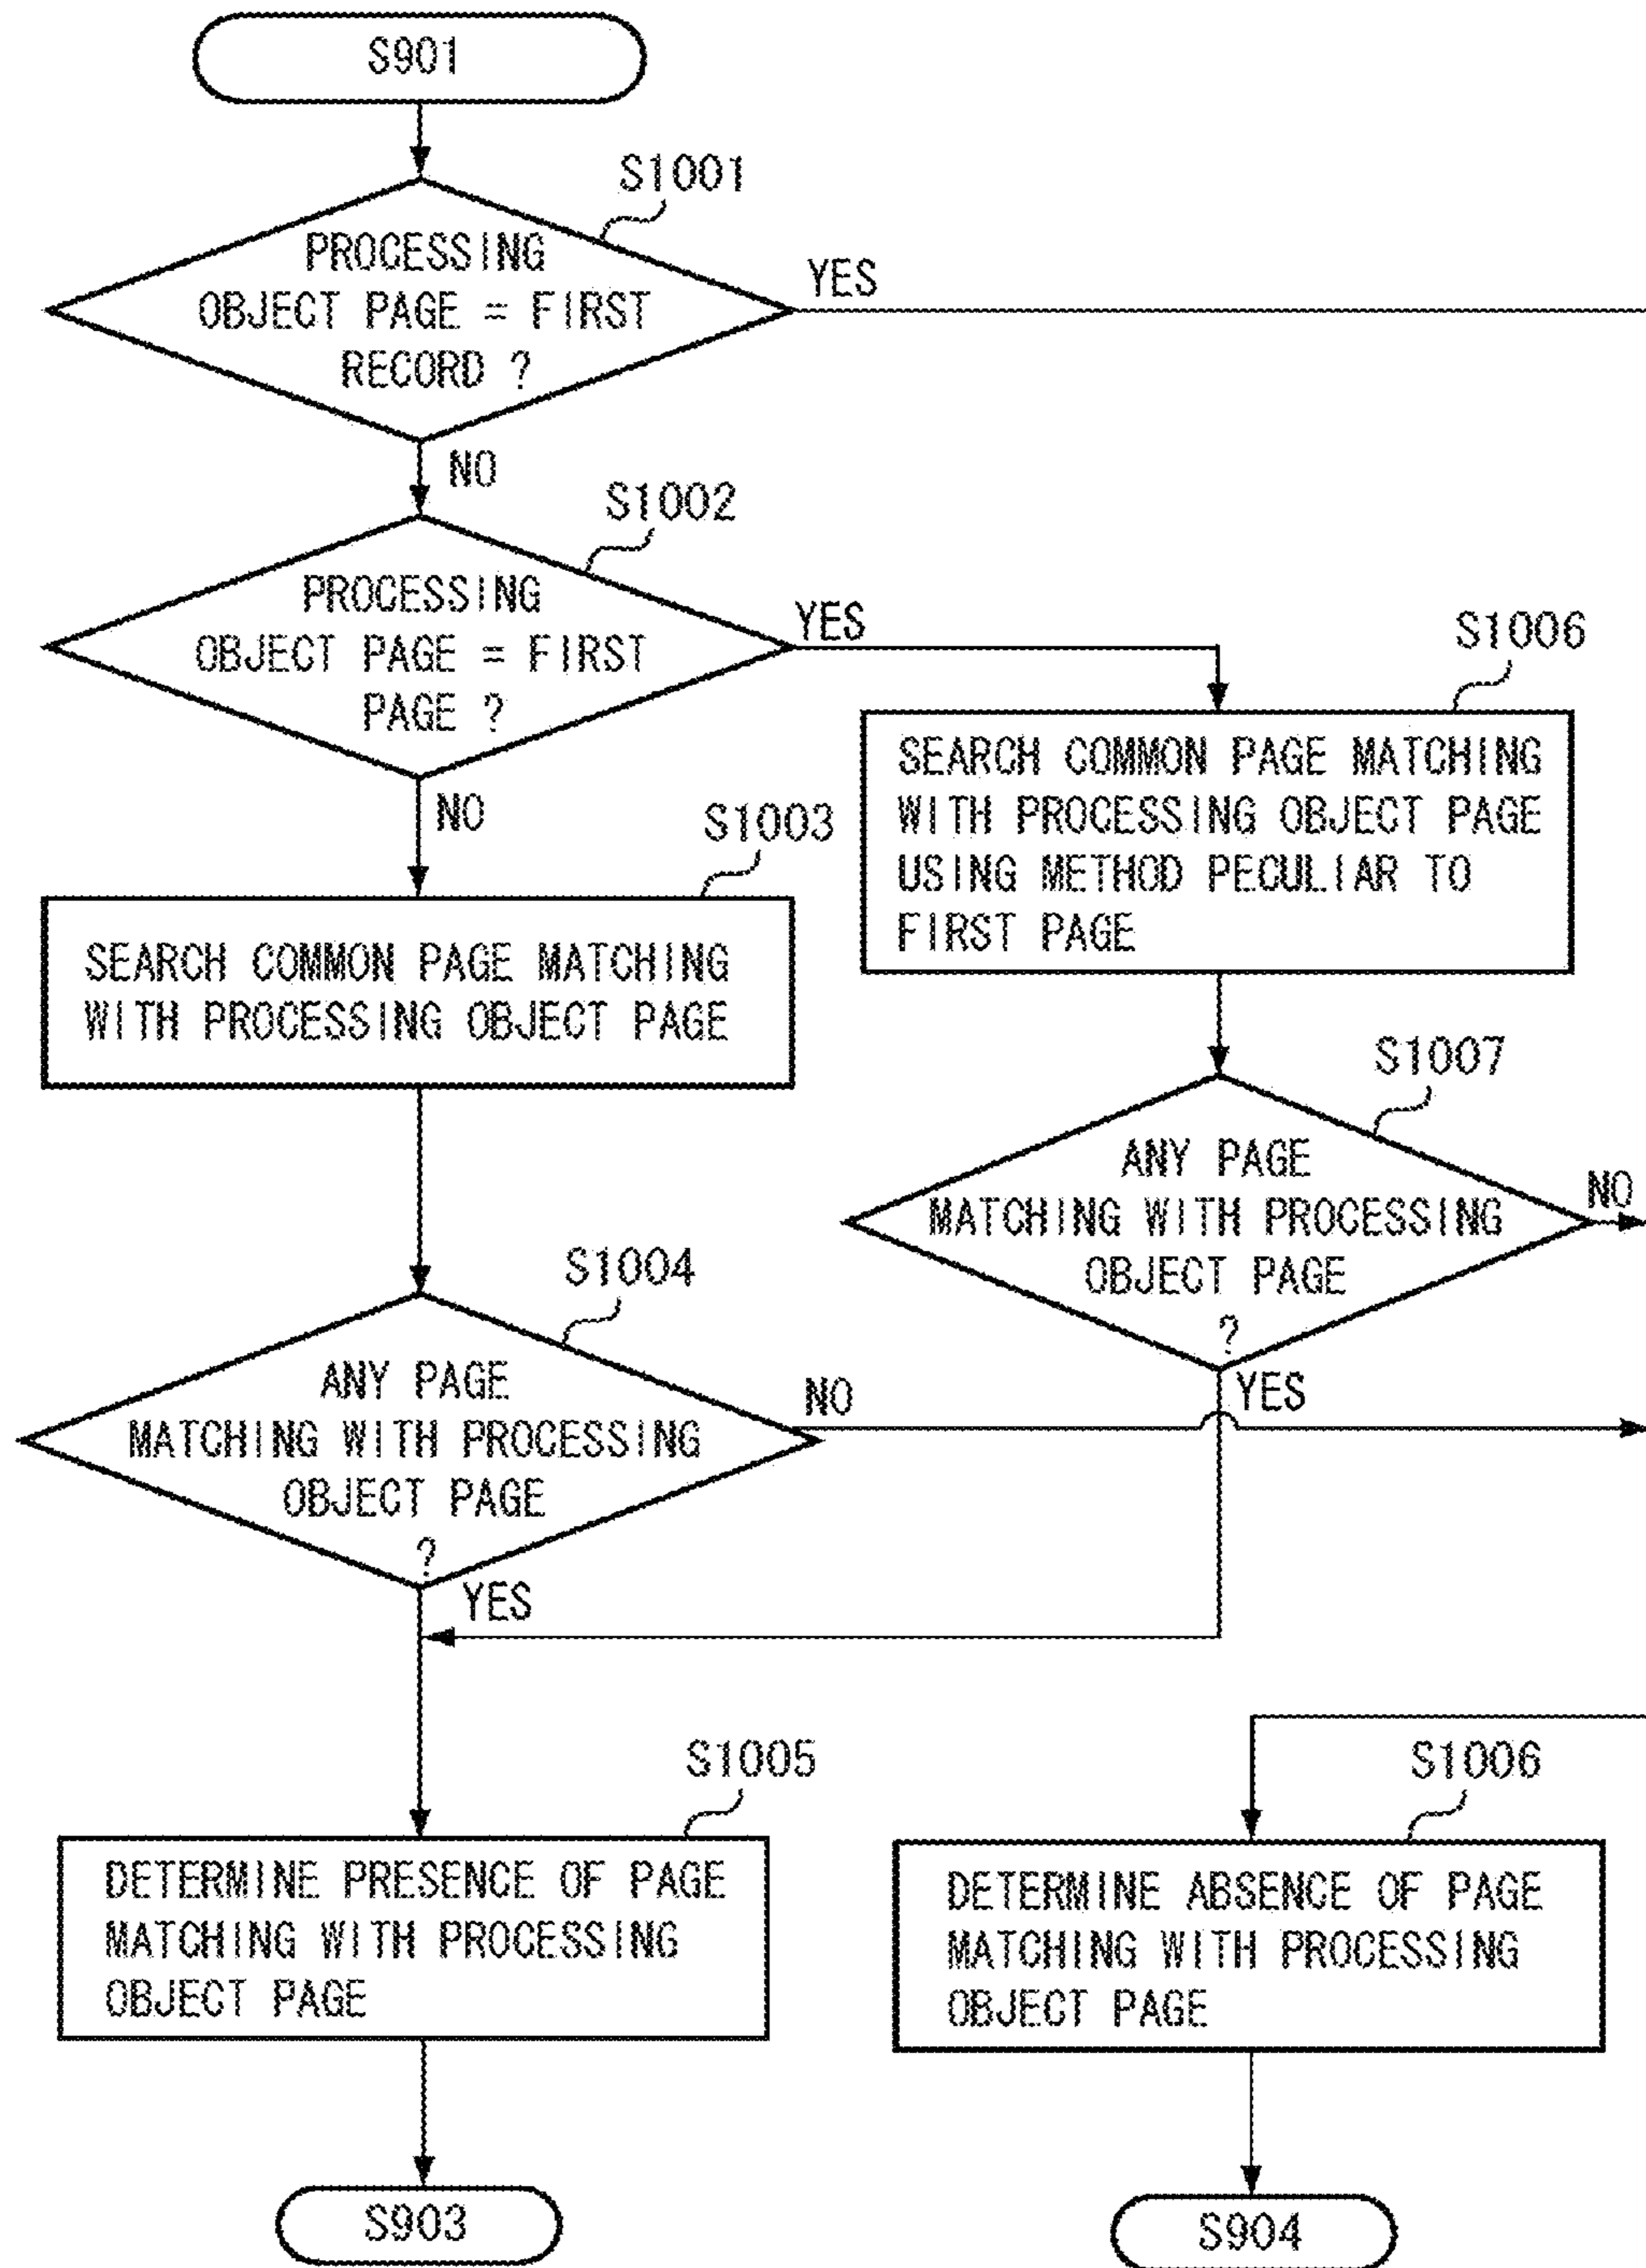 S901
S1001
PROCESSING
OBJECT PAGE = FIRST
RECORD ?
YES
NO
S1002
PROCESSING
OBJECT PAGE = FIRST
PAGE ?
YES
NO
S1006
SEARCH COMMON PAGE MATCHING
WITH PROCESSING OBJECT PAGE
USING METHOD PECULIAR TO
FIRST PAGE
S1003
SEARCH COMMON PAGE MATCHING
WITH PROCESSING OBJECT PAGE
S1007
ANY PAGE
MATCHING WITH PROCESSING
OBJECT PAGE
?
NO
YES
S1004
ANY PAGE
MATCHING WITH PROCESSING
OBJECT PAGE
?
NO
YES
S1005
DETERMINE PRESENCE OF PAGE
MATCHING WITH PROCESSING
OBJECT PAGE
S1006
DETERMINE ABSENCE OF PAGE
MATCHING WITH PROCESSING
OBJECT PAGE
S903
S904